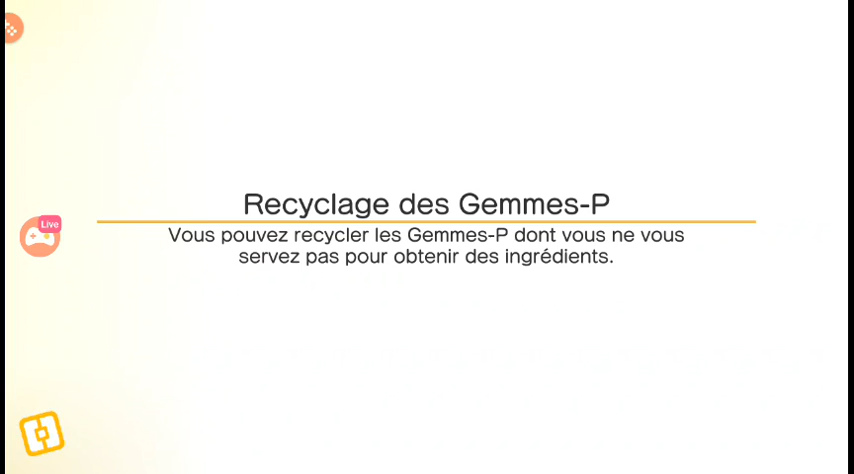 Live
Recyclage des Gemmes-P
Vous pouvez recycler les Gemmes-P dont vous ne vous
servez pas pour obtenir des ingrédients.